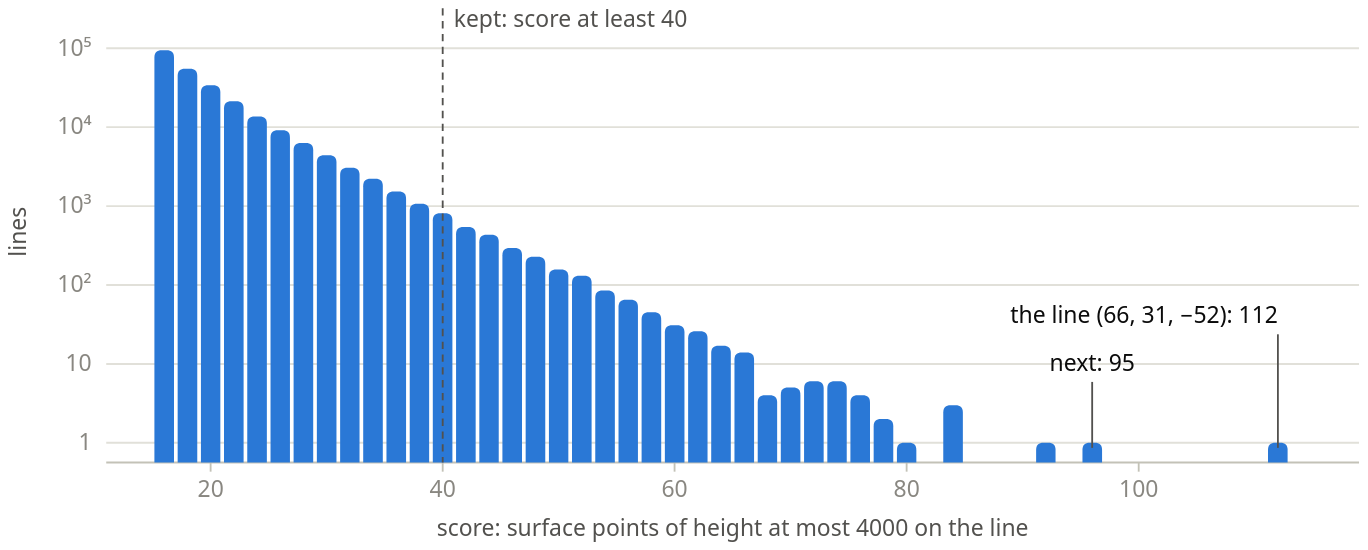 kept: score at least 40
10⁵
10⁴
10³
10²
10
1
lines
the line (66, 31, −52): 112
next: 95
20 40 60 80 100
score: surface points of height at most 4000 on the line